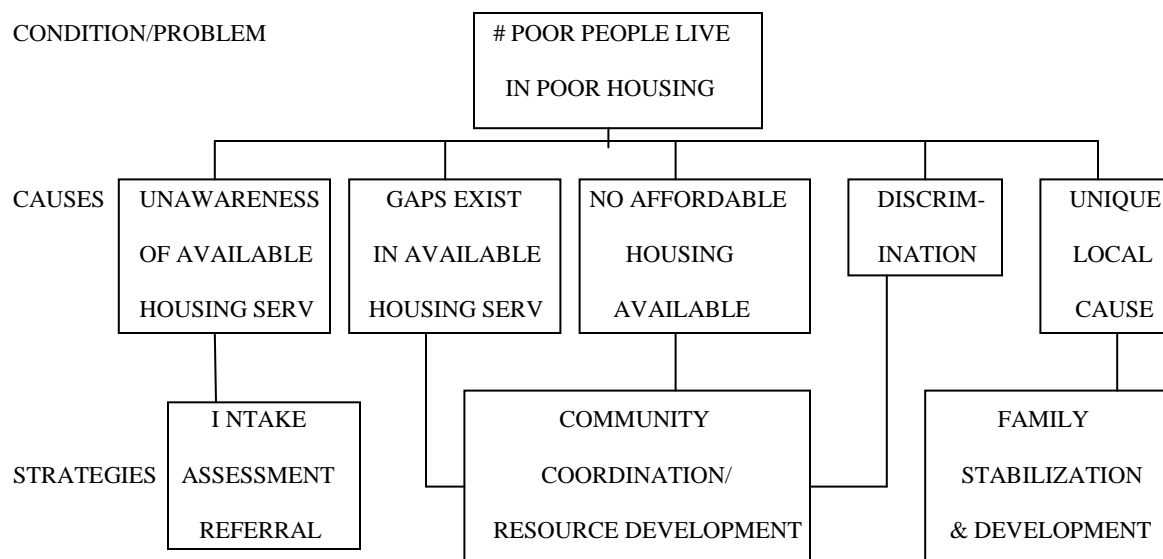 CONDITION/PROBLEM
# POOR PEOPLE LIVE
IN POOR HOUSING
CAUSES
UNAWARENESS
OF AVAILABLE
HOUSING SERV
GAPS EXIST
IN AVAILABLE
HOUSING SERV
NO AFFORDABLE
HOUSING
AVAILABLE
DISCRIM-
INATION
UNIQUE
LOCAL
CAUSE
STRATEGIES
I NTAKE
ASSESSMENT
REFERRAL
COMMUNITY
COORDINATION/
RESOURCE DEVELOPMENT
FAMILY
STABILIZATION
& DEVELOPMENT